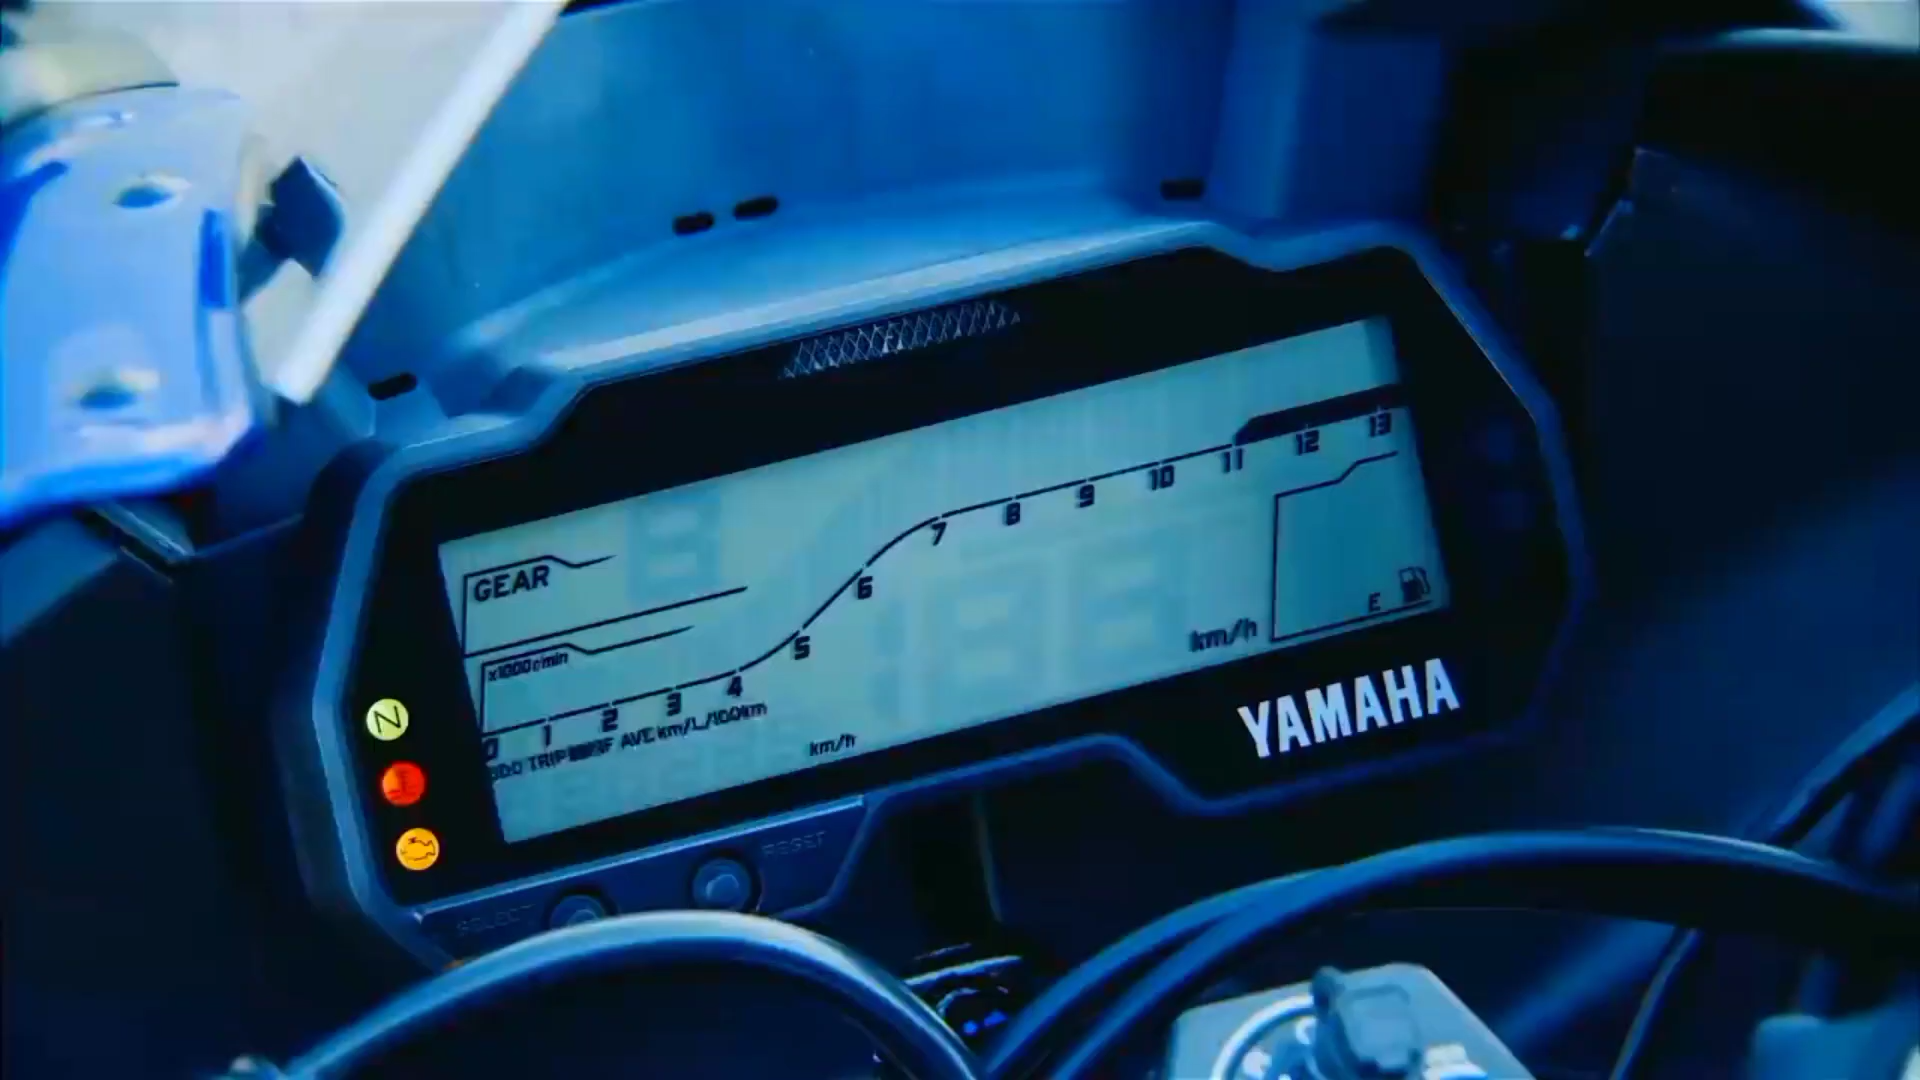 GEAR
x1000r/min
0 1 2 3 4 5 6 7 8 9 10 11 12 13
km/h
E
TRIP
AVE km/L/100km
km/h
N
YAMAHA
SELECT
RESET